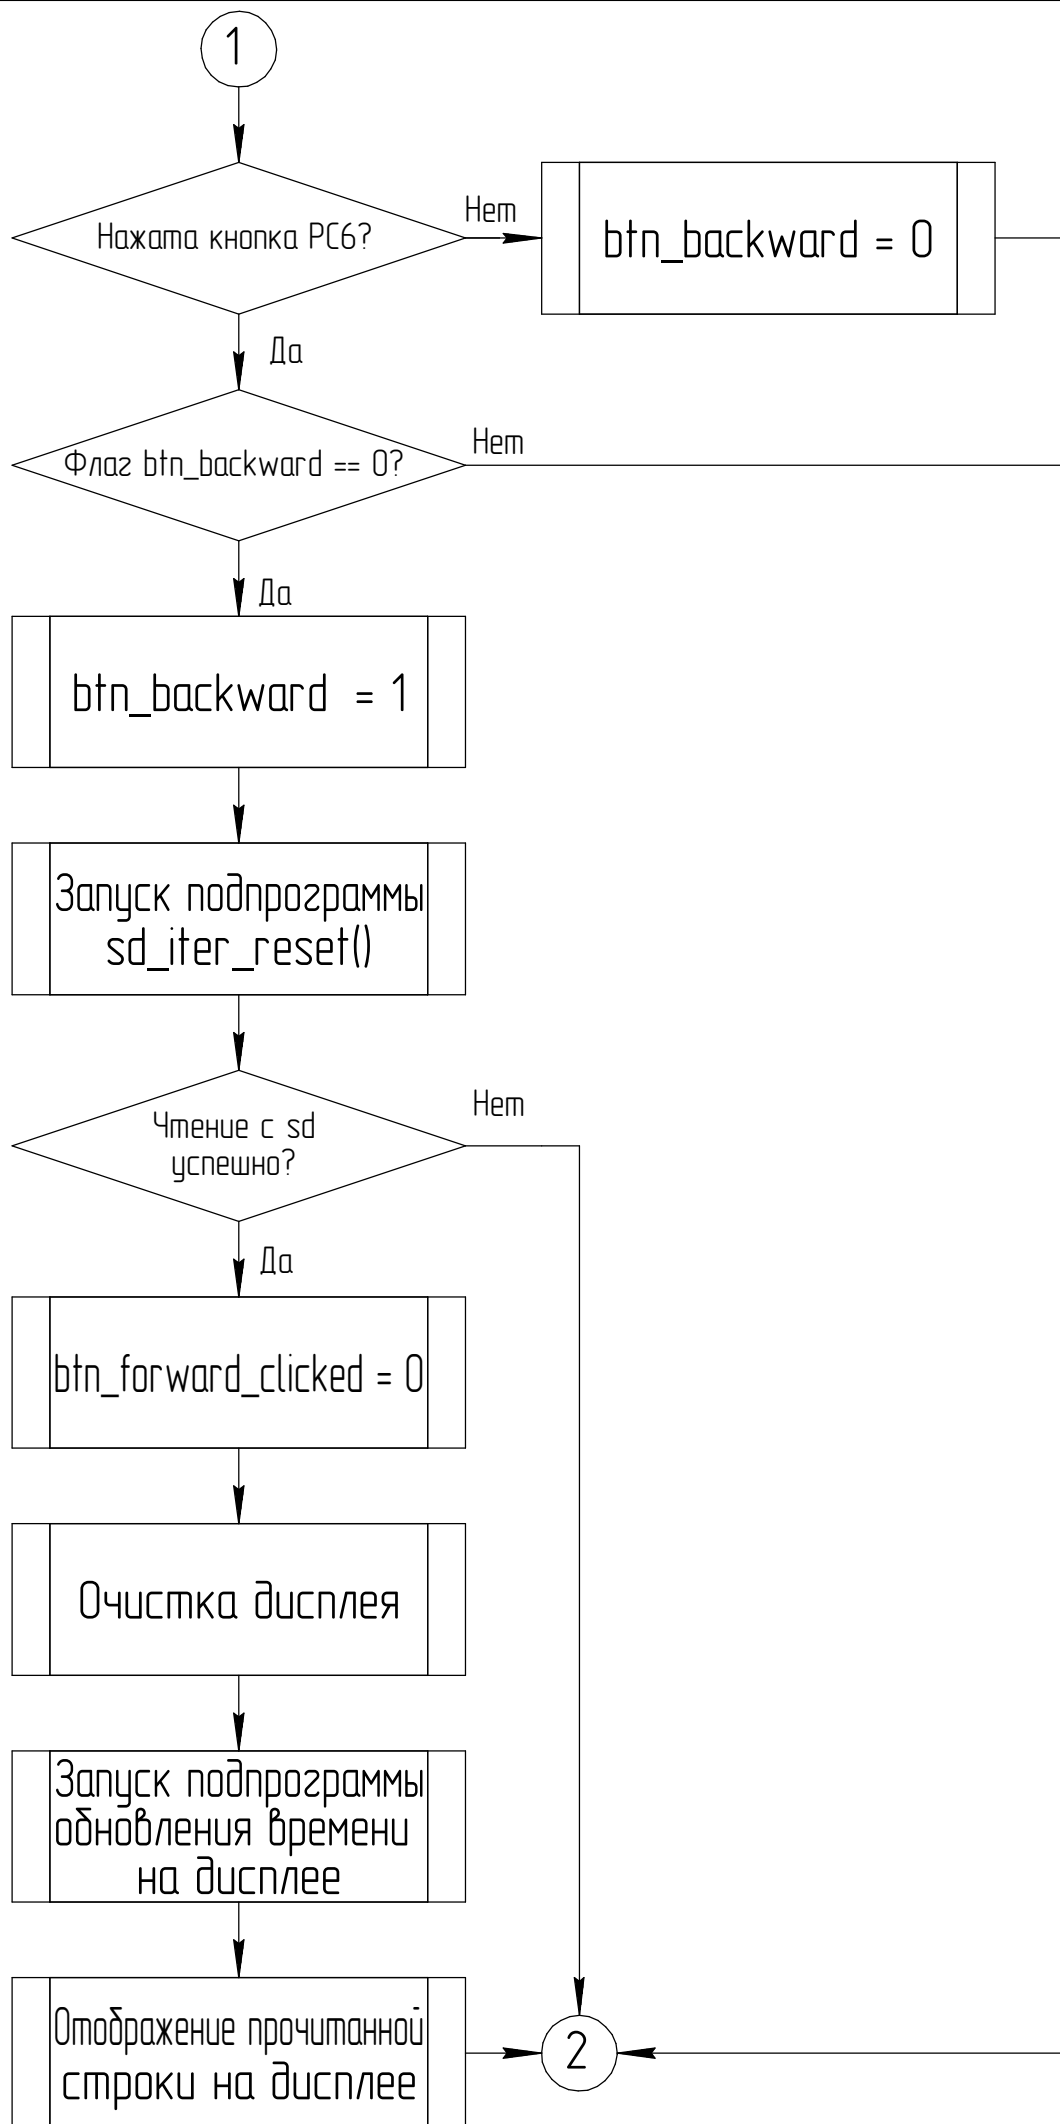 1
Нажата кнопка PC6?
Нет
btn_backward = 0
Да
Флаг btn_backward == 0?
Нет
Да
btn_backward = 1
Запуск подпрограммы
sd_iter_reset()
Чтение с sd
успешно?
Нет
Да
btn_forward_clicked = 0
Очистка дисплея
Запуск подпрограммы
обновления времени
на дисплее
Отображение прочитанной
строки на дисплее
2